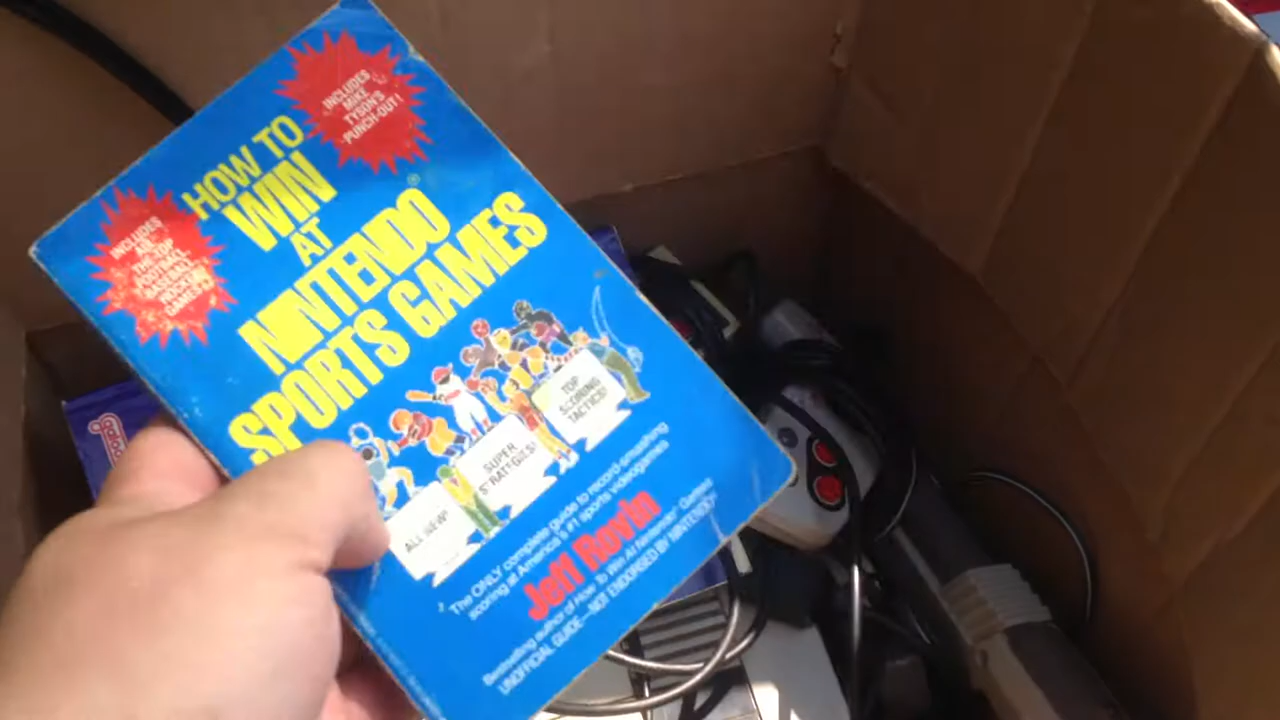 INCLUDES
MIKE
TYSON'S
PUNCH-OUT!
HOW TO
WIN
AT
NINTENDO®
SPORTS GAMES
INCLUDES
ALL
THE TOP
FOOTBALL,
BASEBALL,
HOCKEY
GAMES!
ALL NEW!
SUPER
STRATEGIES!
TOP
SCORING
TACTICS!
The ONLY complete guide to record-smashing
scoring at America's #1 sports videogames
Jeff Rovin
Bestselling author of How To Win At Nintendo® Games
UNOFFICIAL GUIDE—NOT ENDORSED BY NINTENDO®